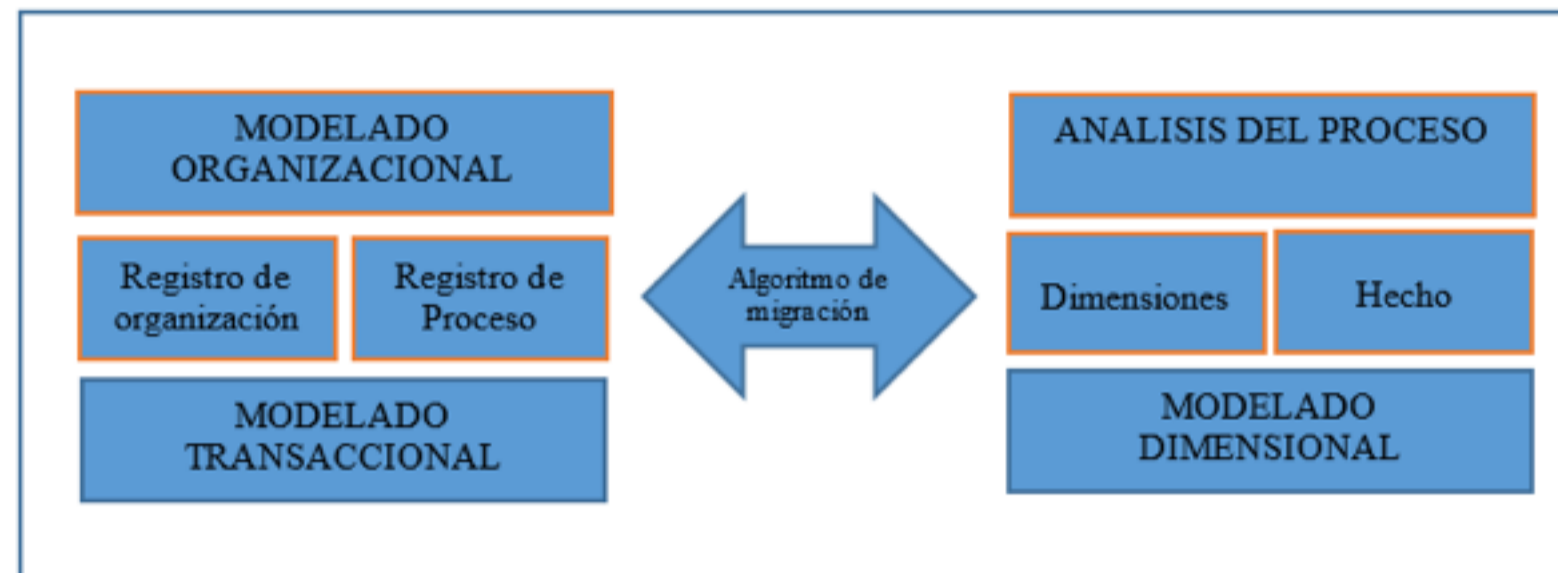 MODELADO
ORGANIZACIONAL
Registro de
organización
Registro de
Proceso
MODELADO
TRANSACCIONAL
Algoritmo de
migración
ANALISIS DEL PROCESO
Dimensiones
Hecho
MODELADO
DIMENSIONAL